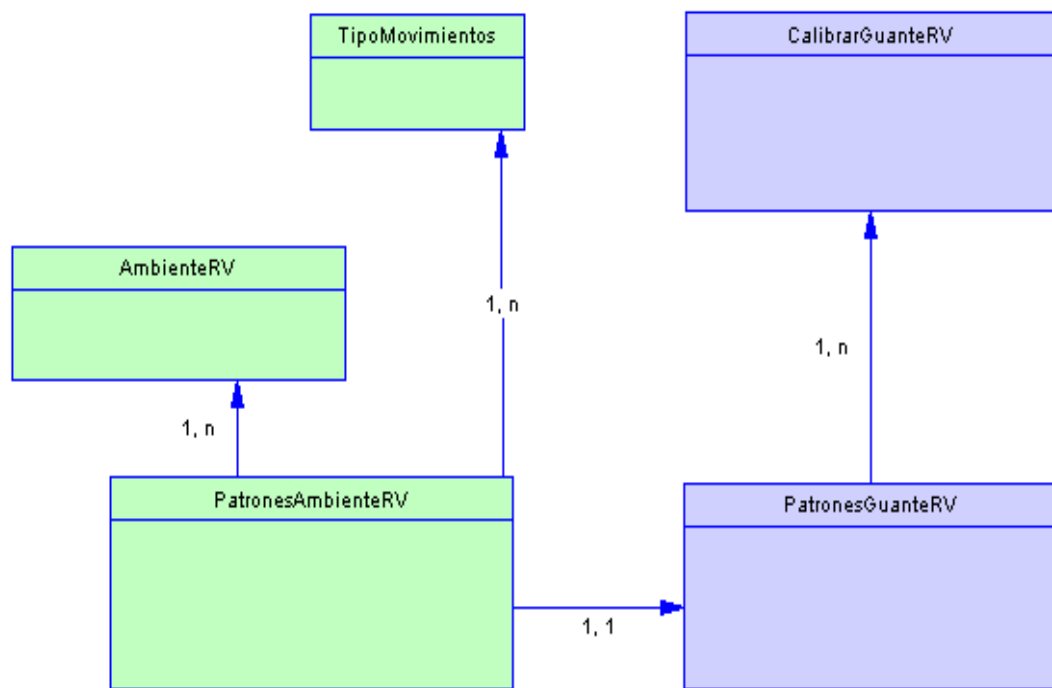 TipoMovimientos
CalibrarGuanteRV
AmbienteRV
1, n
1, n
1, n
PatronesAmbienteRV
PatronesGuanteRV
1, 1